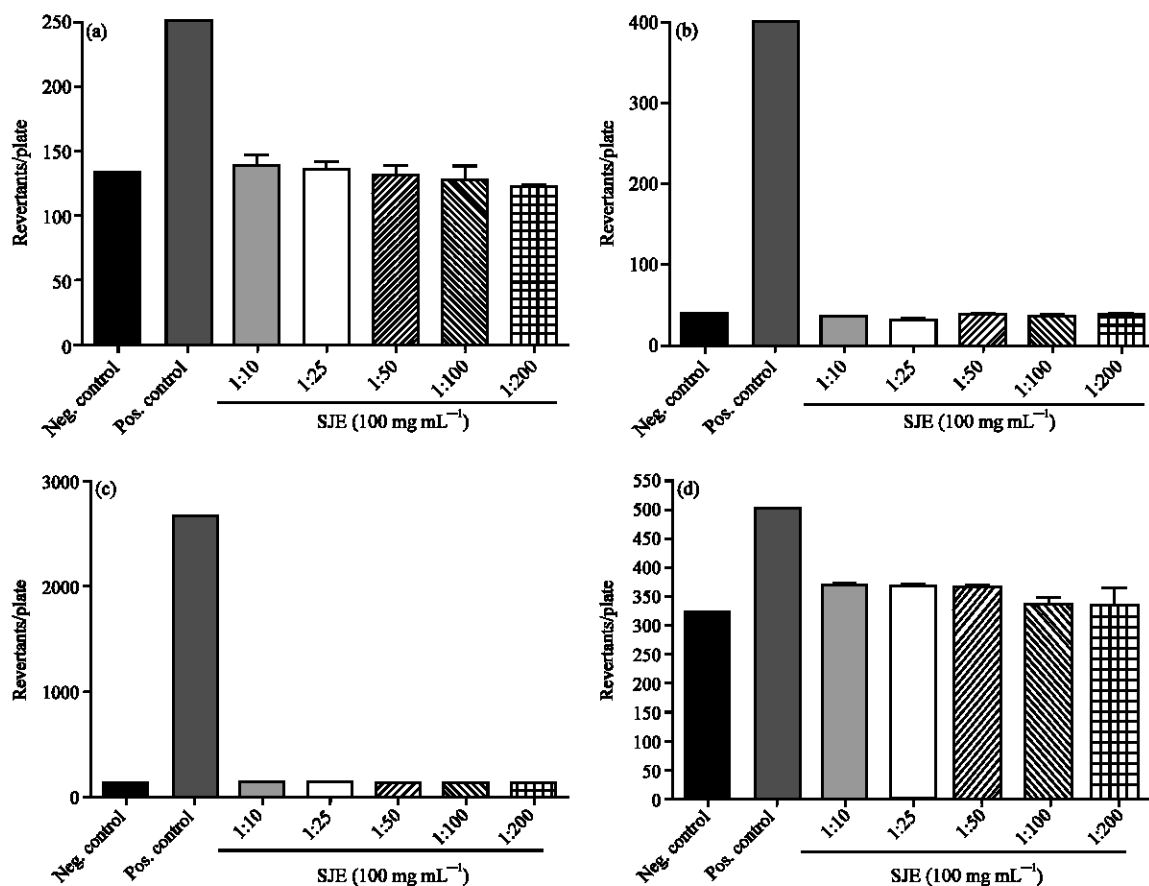 (a)
Revertants/plate
250
200
150
100
50
0
Neg. control
Pos. control
1:10
1:25
1:50
1:100
1:200
SJE (100 mg mL⁻¹)
(b)
Revertants/plate
400
400
200
100
0
Neg. control
Pos. control
1:10
1:25
1:50
1:100
1:200
SJE (100 mg mL⁻¹)
(c)
Revertants/plate
3000
2000
1000
0
Neg. control
Pos. control
1:10
1:25
1:50
1:100
1:200
SJE (100 mg mL⁻¹)
(d)
Revertants/plate
550
500
450
400
350
300
250
200
150
100
50
0
Neg. control
Pos. control
1:10
1:25
1:50
1:100
1:200
SJE (100 mg mL⁻¹)